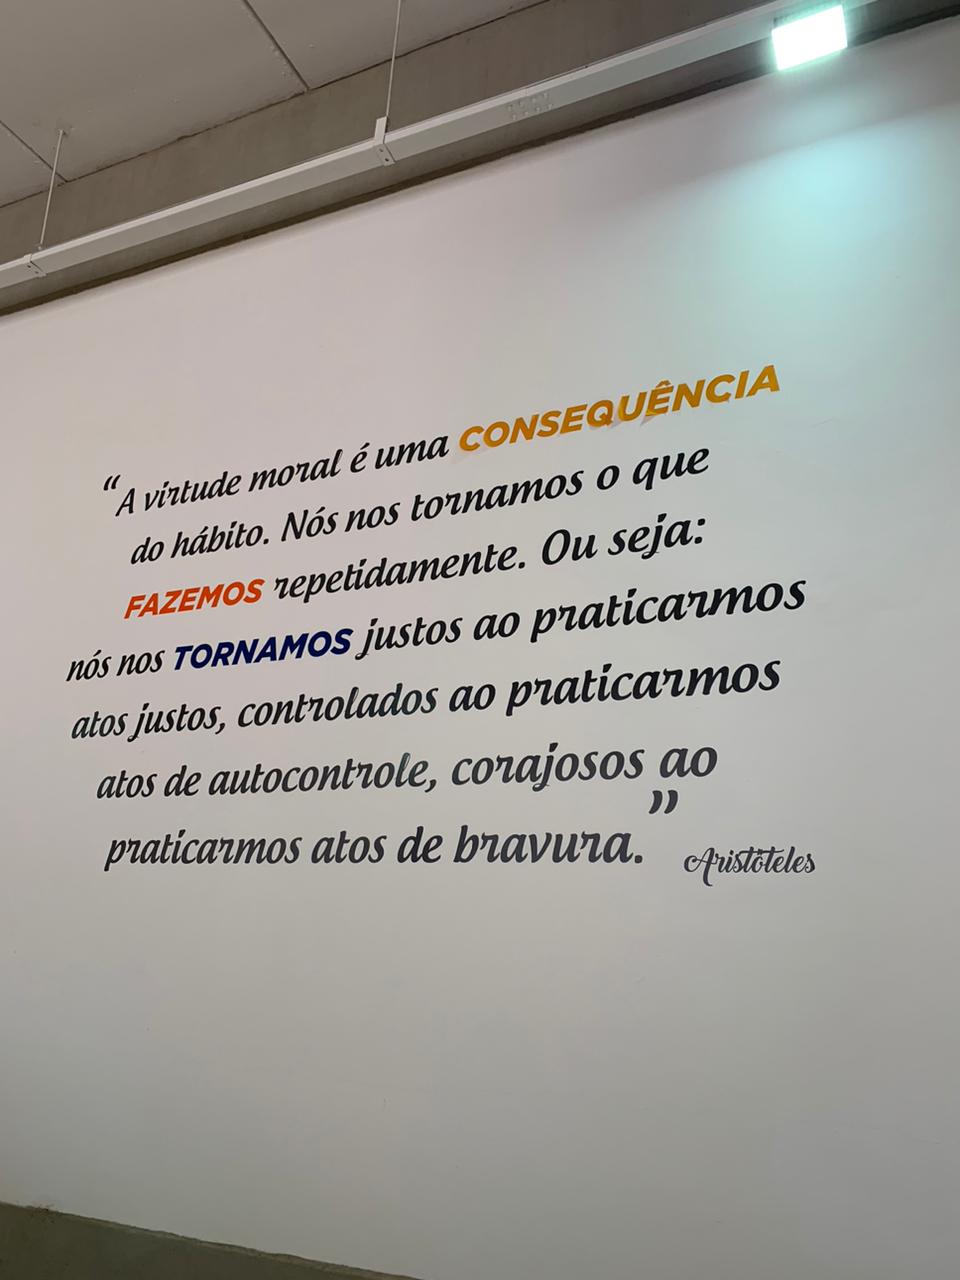 “A virtude moral é uma CONSEQUÊNCIA
do hábito. Nós nos tornamos o que
FAZEMOS repetidamente. Ou seja:
nós nos TORNAMOS justos ao praticarmos
atos justos, controlados ao praticarmos
atos de autocontrole, corajosos ao
praticarmos atos de bravura.”
Aristóteles